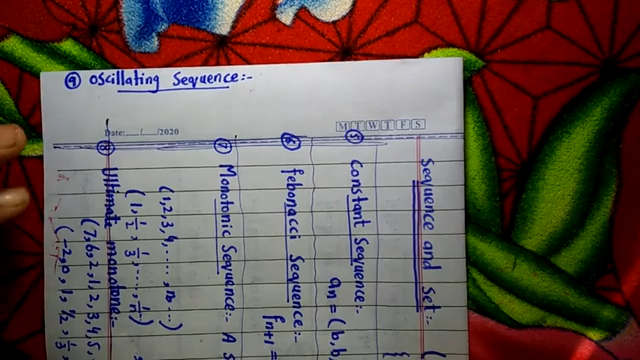 ⑨ Oscillating Sequence:-
M T W T F S
Date: / /2020
Sequence and Set:-
⑤ Constant Sequence:-
an = (b, b,
⑥ febonacci Sequence:-
fn+1 =
⑦ Monotonic Sequence:- A s
(1, 2, 3, 4, ....., n, ...)
(1, 1/2, 1/3, ...., 1/n)
⑧ Ultimate monotone:-
(7, 6, 2, 1, 2, 3, 4, 5,
(-2, 0, 1, 1/2, 1/3,